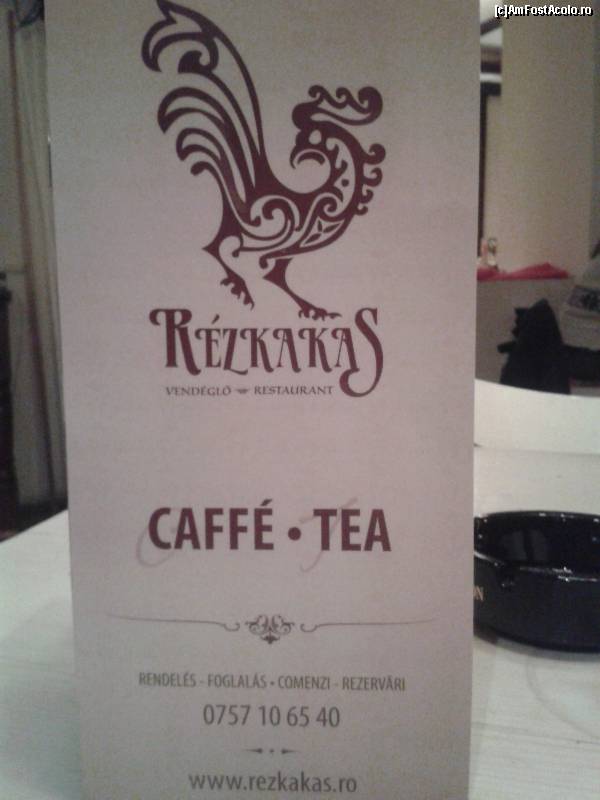 [c]AmFostAcolo.ro
RÉZKAKAS
VENDÉGLŐ RESTAURANT
CAFFÉ • TEA
RENDELÉS - FOGLALÁS • COMENZI - REZERVĂRI
0757 10 65 40
www.rezkakas.ro